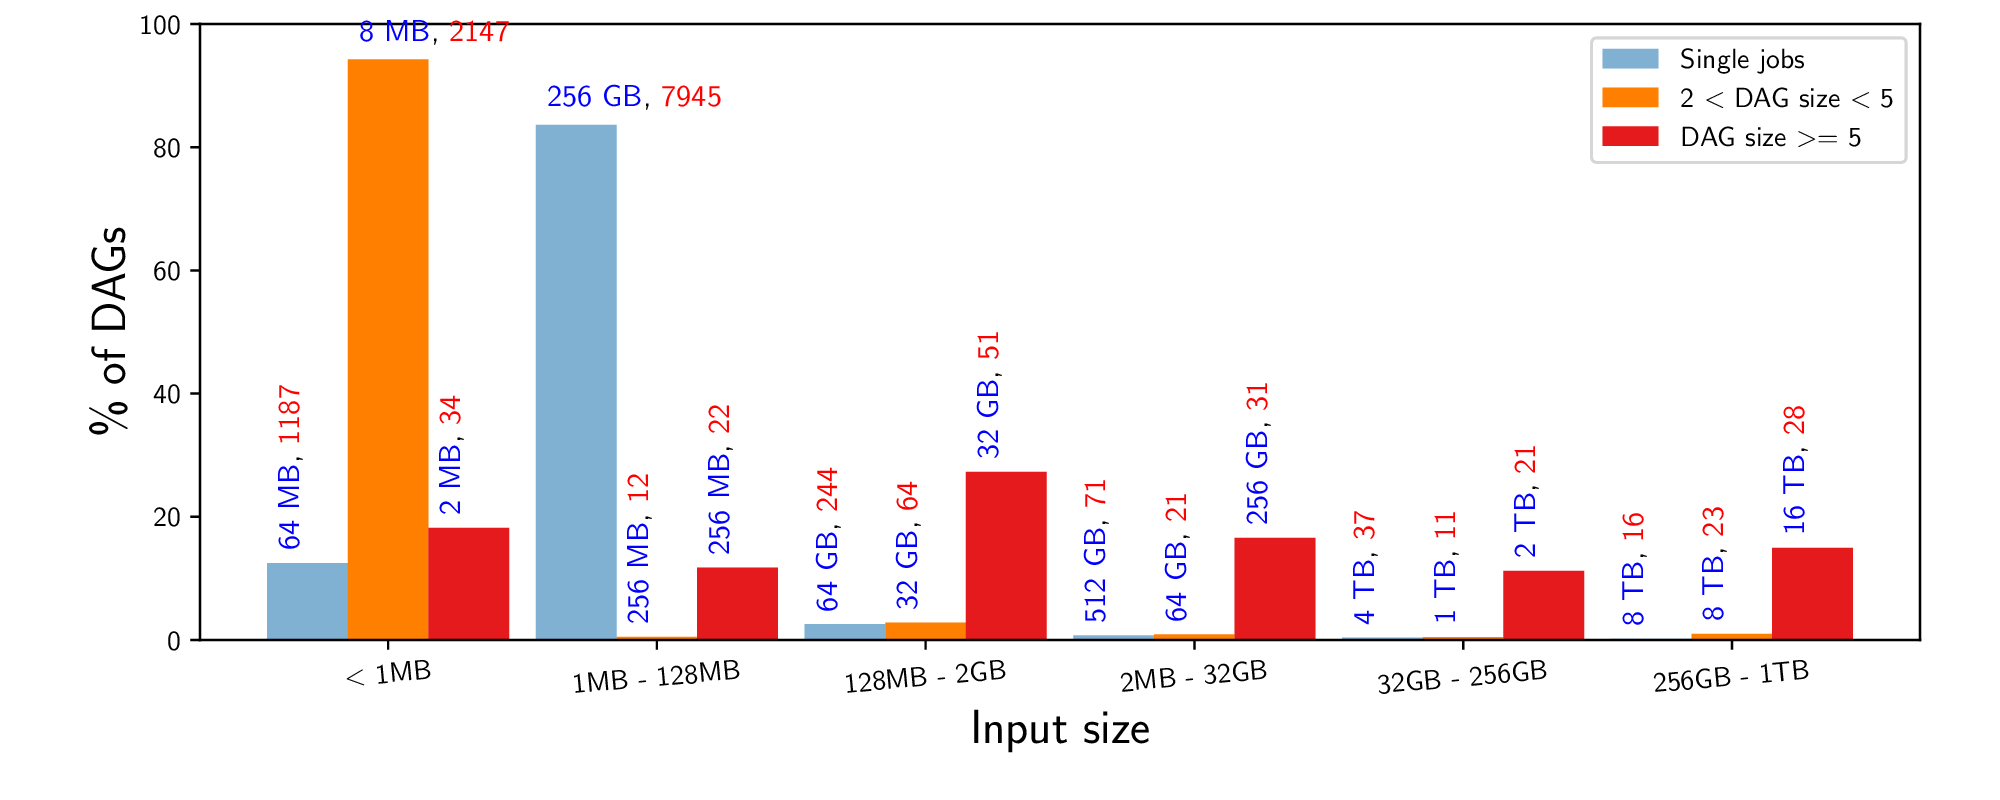 100
80
60
40
20
0
% of DAGs
64 MB, 1187
8 MB, 2147
2 MB, 34
256 GB, 7945
256 MB, 12
256 MB, 22
64 GB, 244
32 GB, 64
32 GB, 51
512 GB, 71
64 GB, 21
256 GB, 31
4 TB, 37
1 TB, 11
2 TB, 21
8 TB, 16
8 TB, 23
16 TB, 28
Single jobs
2 < DAG size < 5
DAG size >= 5
< 1MB
1MB - 128MB
128MB - 2GB
2MB - 32GB
32GB - 256GB
256GB - 1TB
Input size